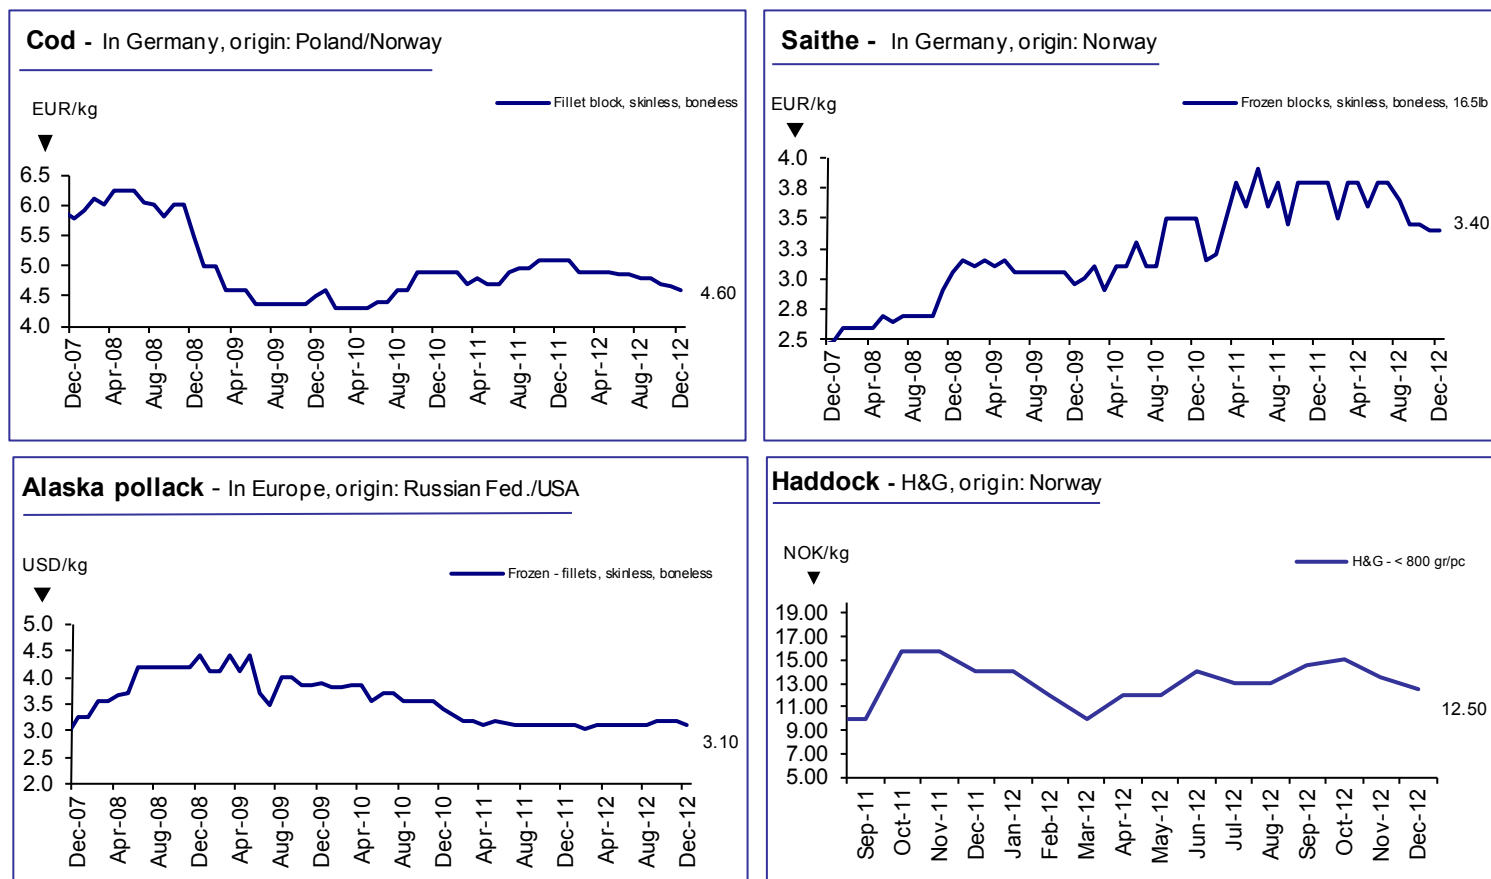 Cod - In Germany, origin: Poland/Norway
EUR/kg
Fillet block, skinless, boneless
6.5
6.0
5.5
5.0
4.5
4.0
4.60
Dec-07
Apr-08
Aug-08
Dec-08
Apr-09
Aug-09
Dec-09
Apr-10
Aug-10
Dec-10
Apr-11
Aug-11
Dec-11
Apr-12
Aug-12
Dec-12
Saithe - In Germany, origin: Norway
EUR/kg
Frozen blocks, skinless, boneless, 16.5lb
4.0
3.8
3.5
3.3
3.0
2.8
2.5
3.40
Dec-07
Apr-08
Aug-08
Dec-08
Apr-09
Aug-09
Dec-09
Apr-10
Aug-10
Dec-10
Apr-11
Aug-11
Dec-11
Apr-12
Aug-12
Dec-12
Alaska pollack - In Europe, origin: Russian Fed./USA
USD/kg
Frozen - fillets, skinless, boneless
5.0
4.5
4.0
3.5
3.0
2.5
2.0
3.10
Dec-07
Apr-08
Aug-08
Dec-08
Apr-09
Aug-09
Dec-09
Apr-10
Aug-10
Dec-10
Apr-11
Aug-11
Dec-11
Apr-12
Aug-12
Dec-12
Haddock - H&G, origin: Norway
NOK/kg
H&G - < 800 gr/pc
19.00
17.00
15.00
13.00
11.00
9.00
7.00
5.00
12.50
Sep-11
Oct-11
Nov-11
Dec-11
Jan-12
Feb-12
Mar-12
Apr-12
May-12
Jun-12
Jul-12
Aug-12
Sep-12
Oct-12
Nov-12
Dec-12